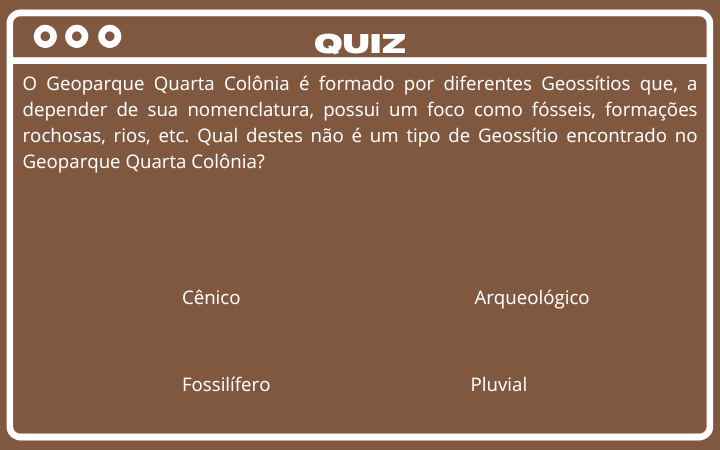 QUIZ
O Geoparque Quarta Colônia é formado por diferentes Geossítios que, a
depender de sua nomenclatura, possui um foco como fósseis, formações
rochosas, rios, etc. Qual destes não é um tipo de Geossítio encontrado no
Geoparque Quarta Colônia?
Cênico
Arqueológico
Fossilífero
Pluvial